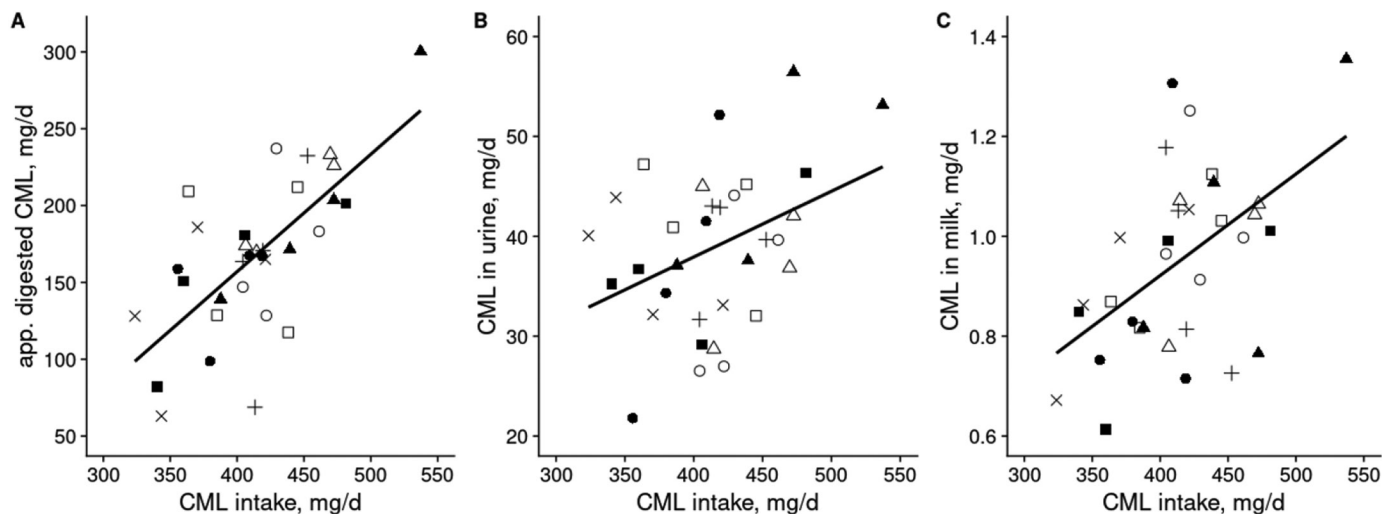 A
app. digested CML, mg/d
300
250
200
150
100
50
300 350 400 450 500 550
CML intake, mg/d
B
CML in urine, mg/d
60
50
40
30
20
300 350 400 450 500 550
CML intake, mg/d
C
CML in milk, mg/d
1.4
1.2
1.0
0.8
0.6
300 350 400 450 500 550
CML intake, mg/d